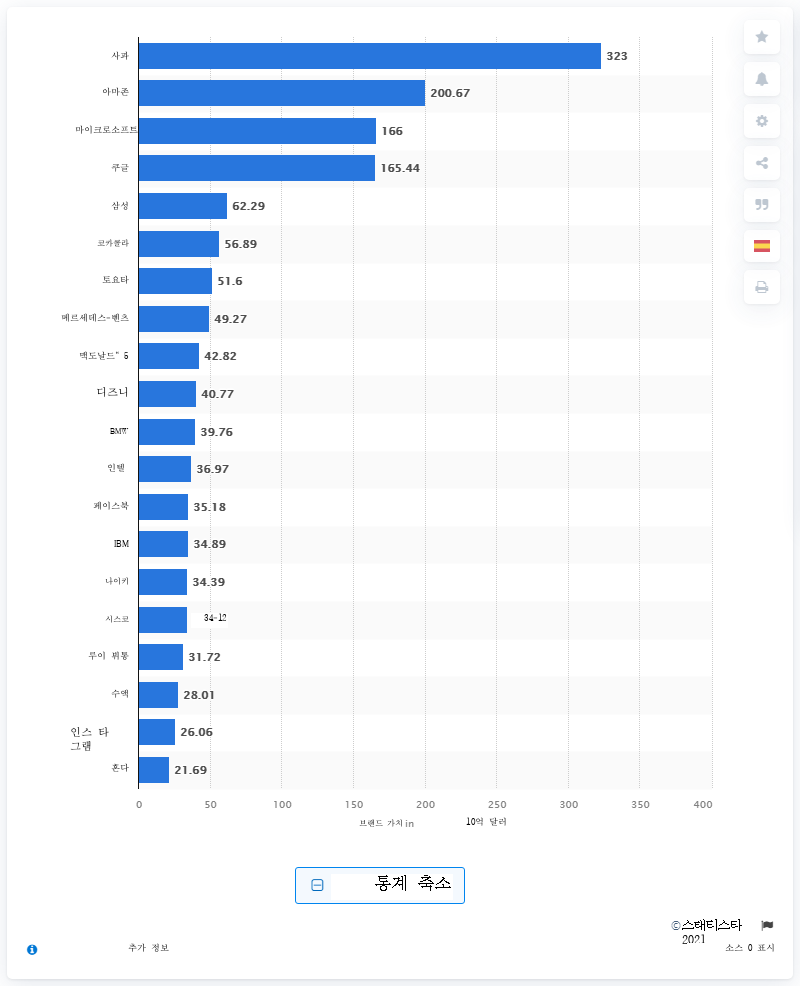 사과 323
아마존 200.67
마이크로소프트 166
구글 165.44
삼성 62.29
코카콜라 56.89
토요타 51.6
메르세데스-벤츠 49.27
맥도날드" 5 42.82
디즈니 40.77
BMW 39.76
인텔 36.97
페이스북 35.18
IBM 34.89
나이키 34.39
시스코 34-12
루이 뷔통 31.72
수액 28.01
인스 타
그램 26.06
혼다 21.69
0 50 100 150 200 250 300 350 400
브랜드 가치 in 10억 달러
통계 축소
©스태티스타
2021
추가 정보 소스 0 표시